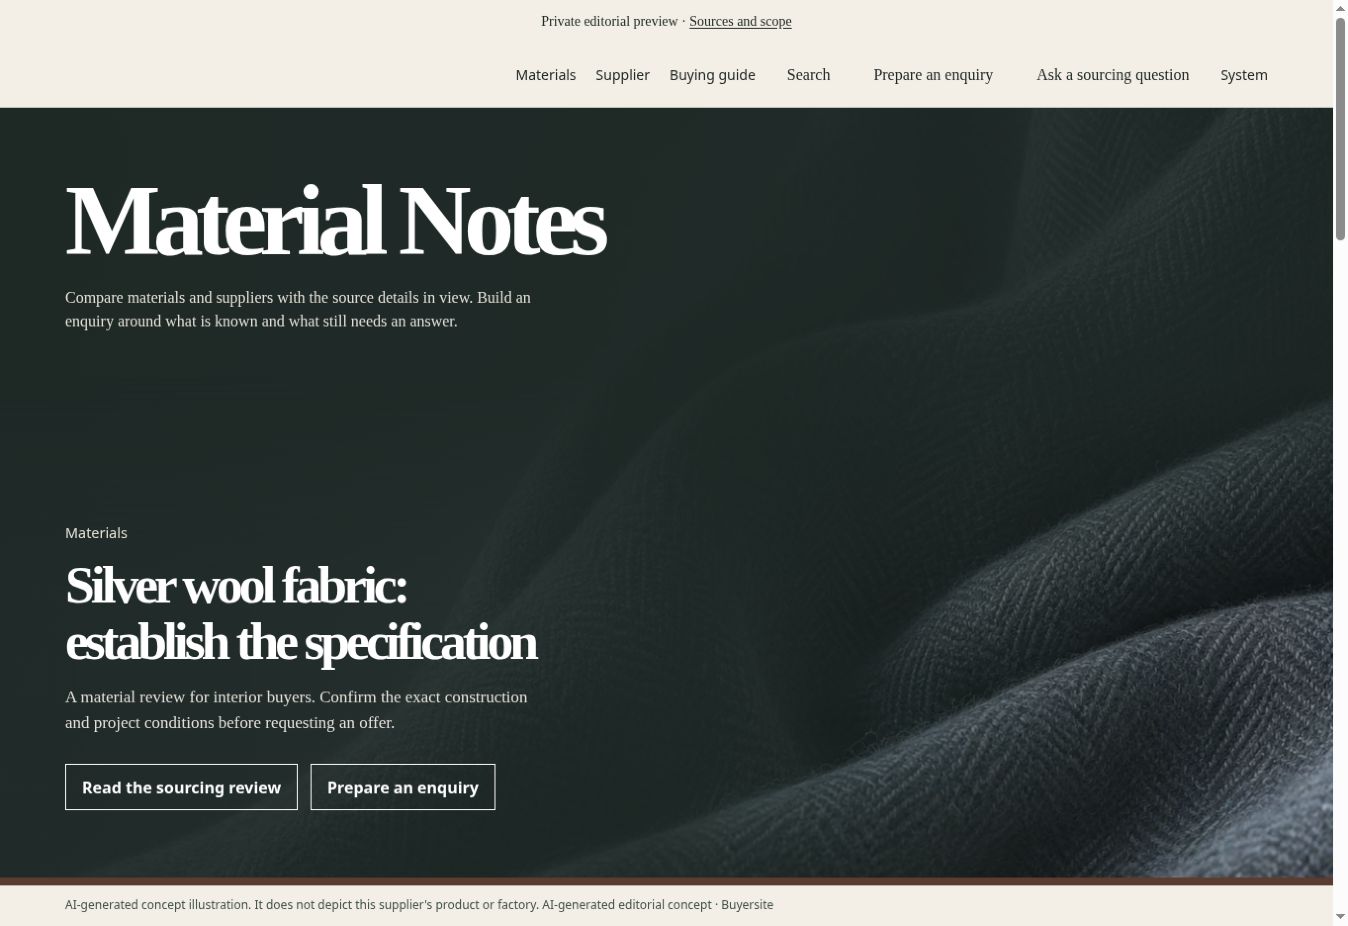 Private editorial preview · Sources and scope
Materials Supplier Buying guide Search Prepare an enquiry Ask a sourcing question System
Material Notes
Compare materials and suppliers with the source details in view. Build an
enquiry around what is known and what still needs an answer.
Materials
Silver wool fabric:
establish the specification
A material review for interior buyers. Confirm the exact construction
and project conditions before requesting an offer.
Read the sourcing review Prepare an enquiry
AI-generated concept illustration. It does not depict this supplier's product or factory. AI-generated editorial concept · Buyersite